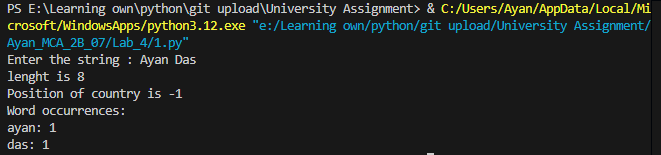 PS E:\Learning own\python\git upload\University Assignment> & C:/Users/Ayan/AppData/Local/Mi
crosoft/WindowsApps/python3.12.exe "e:/Learning own/python/git upload/University Assignment/
Ayan_MCA_2B_07/Lab_4/1.py"
Enter the string : Ayan Das
lenght is 8
Position of country is -1
Word occurrences:
ayan: 1
das: 1